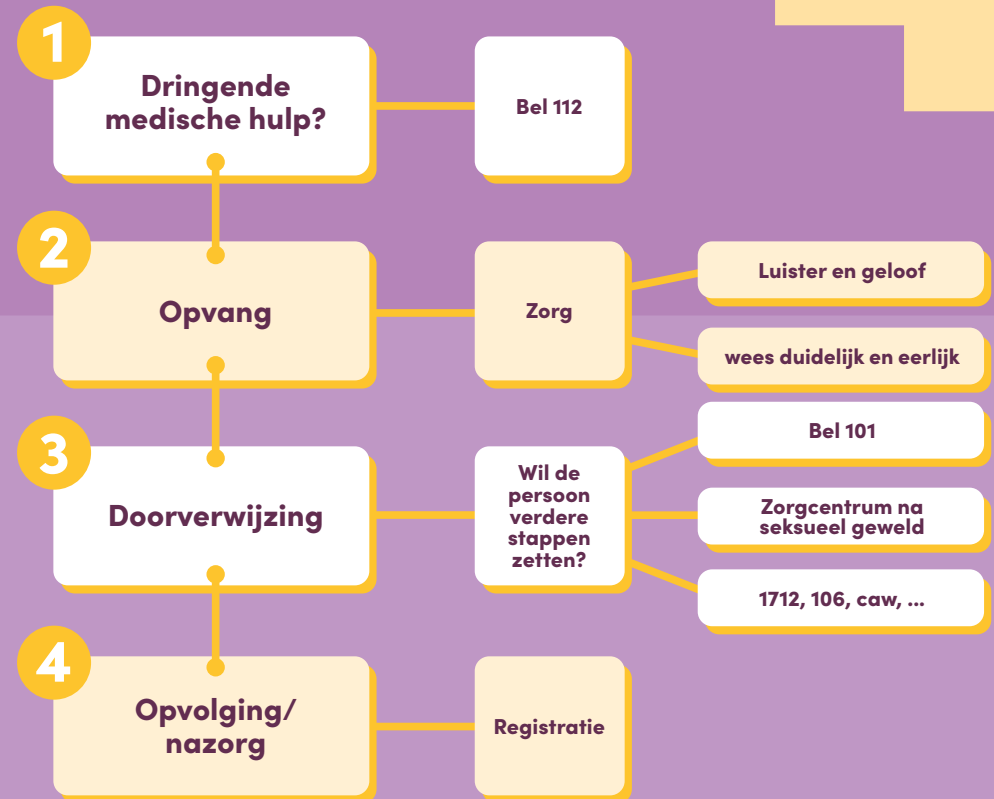 1
Dringende
medische hulp?
Bel 112
2
Opvang
Zorg
Luister en geloof
wees duidelijk en eerlijk
3
Doorverwijzing
Wil de
persoon
verdere
stappen
zetten?
Bel 101
Zorgcentrum na
seksueel geweld
1712, 106, caw, ...
4
Opvolging/
nazorg
Registratie